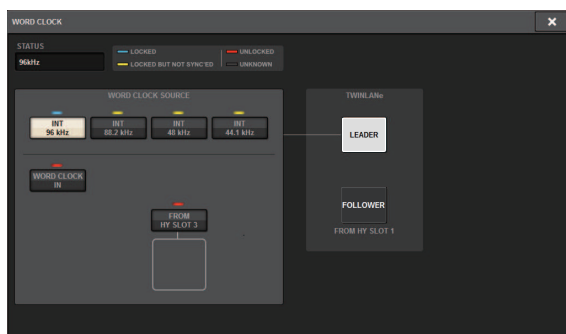 WORD CLOCK
STATUS
96kHz
LOCKED
UNLOCKED
LOCKED BUT NOT SYNC'ED
UNKNOWN
WORD CLOCK SOURCE
TWINLANe
INT
96 kHz
INT
88.2 kHz
INT
48 kHz
INT
44.1 kHz
LEADER
WORD CLOCK
IN
FROM
HY SLOT 3
FOLLOWER
FROM HY SLOT 1